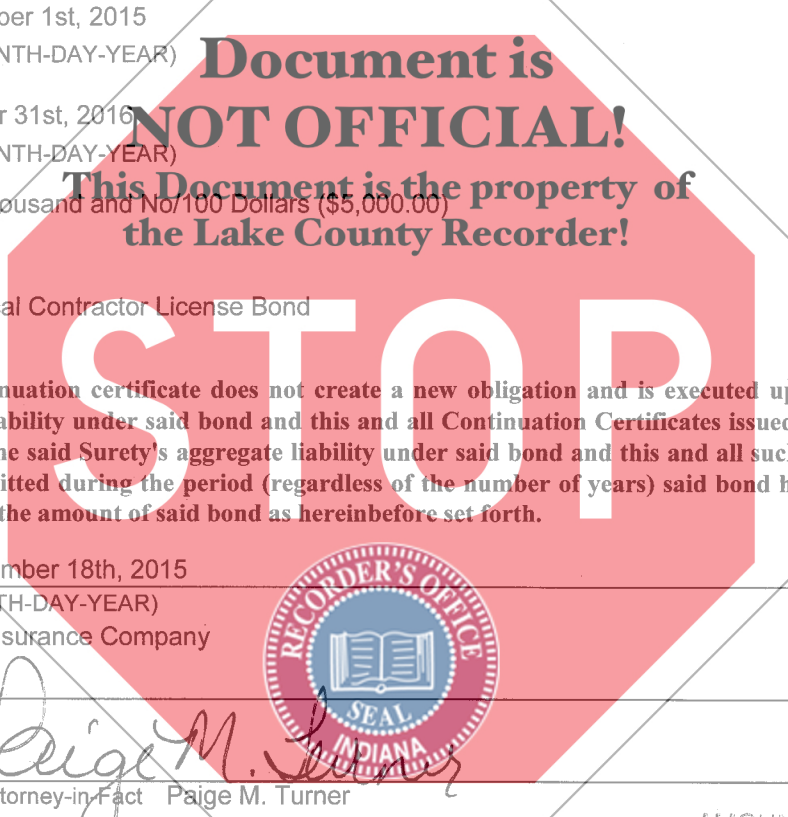 ber 1st, 2015
NTH-DAY-YEAR)
Document is
r 31st, 2016
NOT OFFICIAL!
NTH-DAY-YEAR)
This Document is the property of
ousand and No/100 Dollars ($5,000.00)
the Lake County Recorder!
al Contractor License Bond
STOP
nuation certificate does not create a new obligation and is executed up
ability under said bond and this and all Continuation Certificates issued
he said Surety's aggregate liability under said bond and this and all such
itted during the period (regardless of the number of years) said bond h
the amount of said bond as hereinbefore set forth.
mber 18th, 2015
TH-DAY-YEAR)
surance Company
RECORDER'S OFFICE
SEAL
INDIANA
Paige M. Turner
torney-in-Fact Paige M. Turner